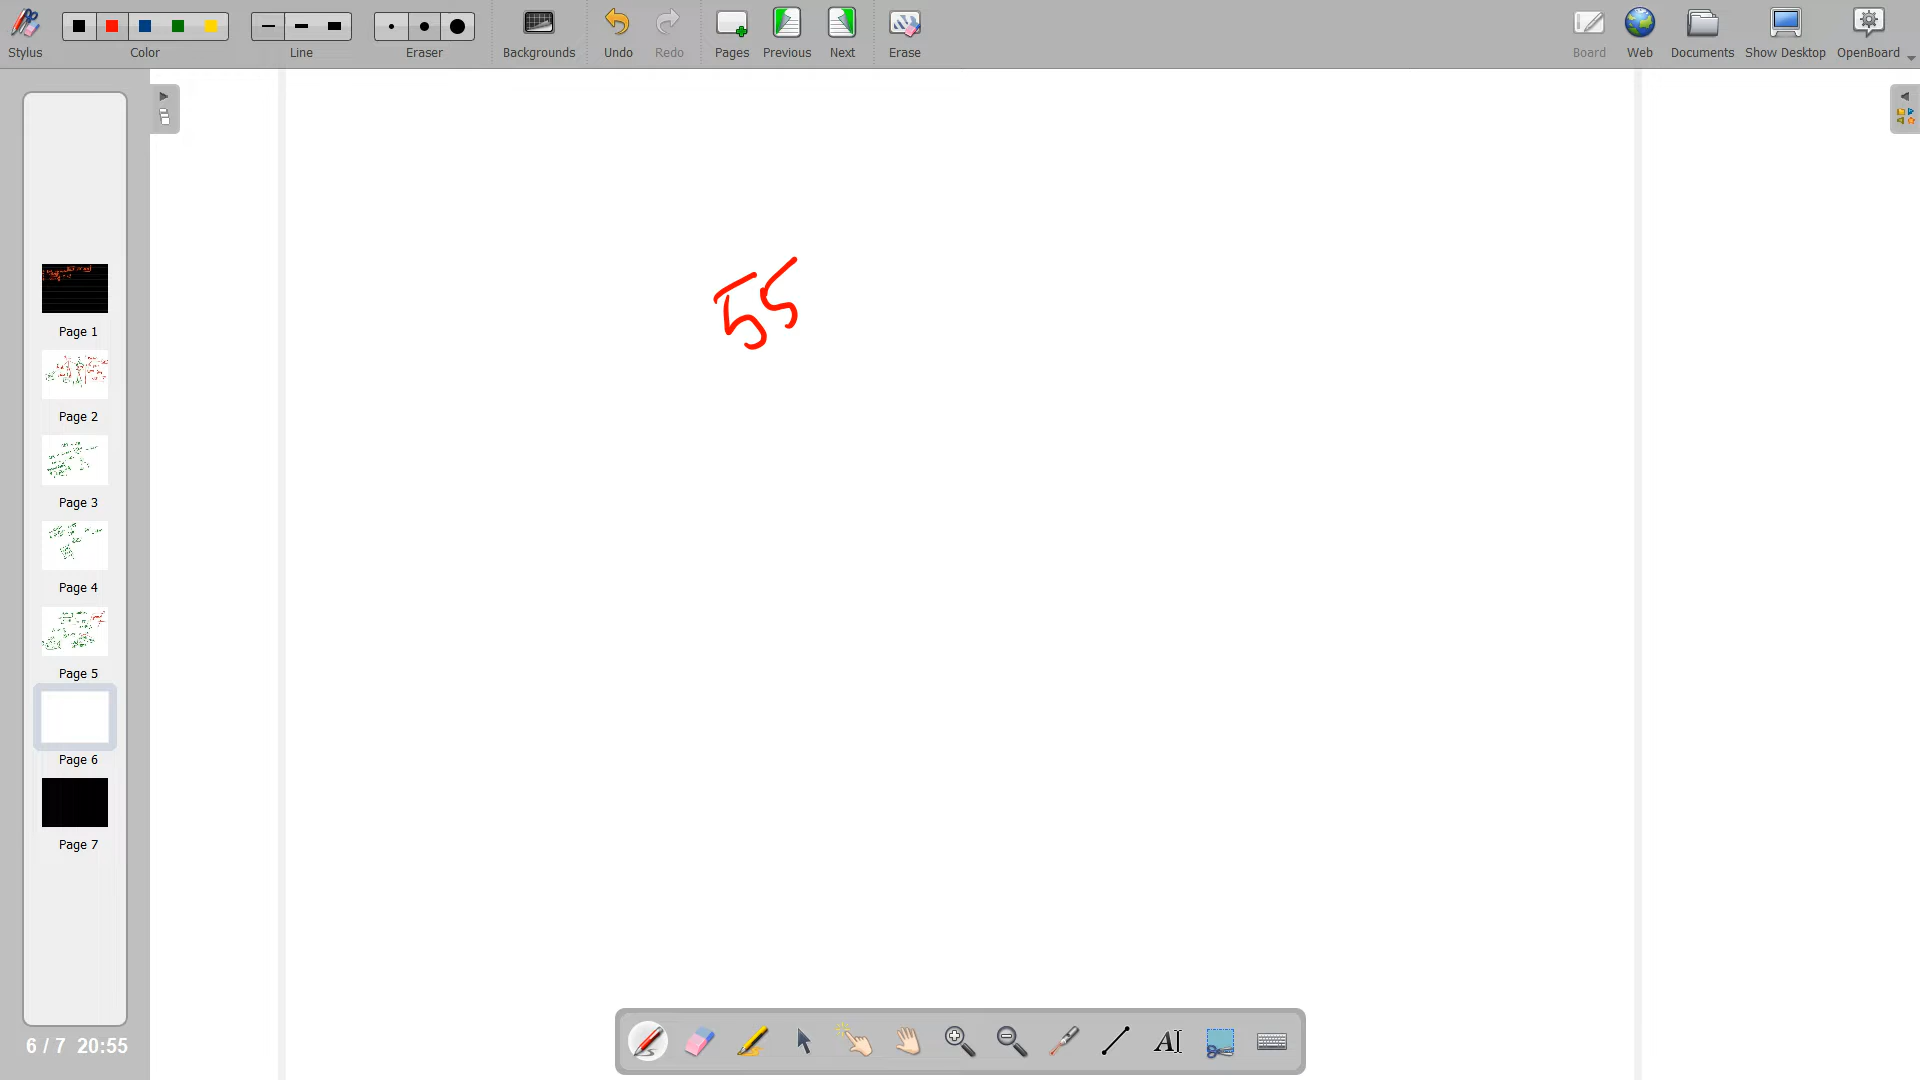 Stylus
Color
Line
Eraser
Backgrounds
Undo
Redo
Pages
Previous
Next
Erase
Board
Web
Documents
Show Desktop
OpenBoard
55
Page 1
Page 2
Page 3
Page 4
Page 5
Page 6
Page 7
6 / 7 20:55